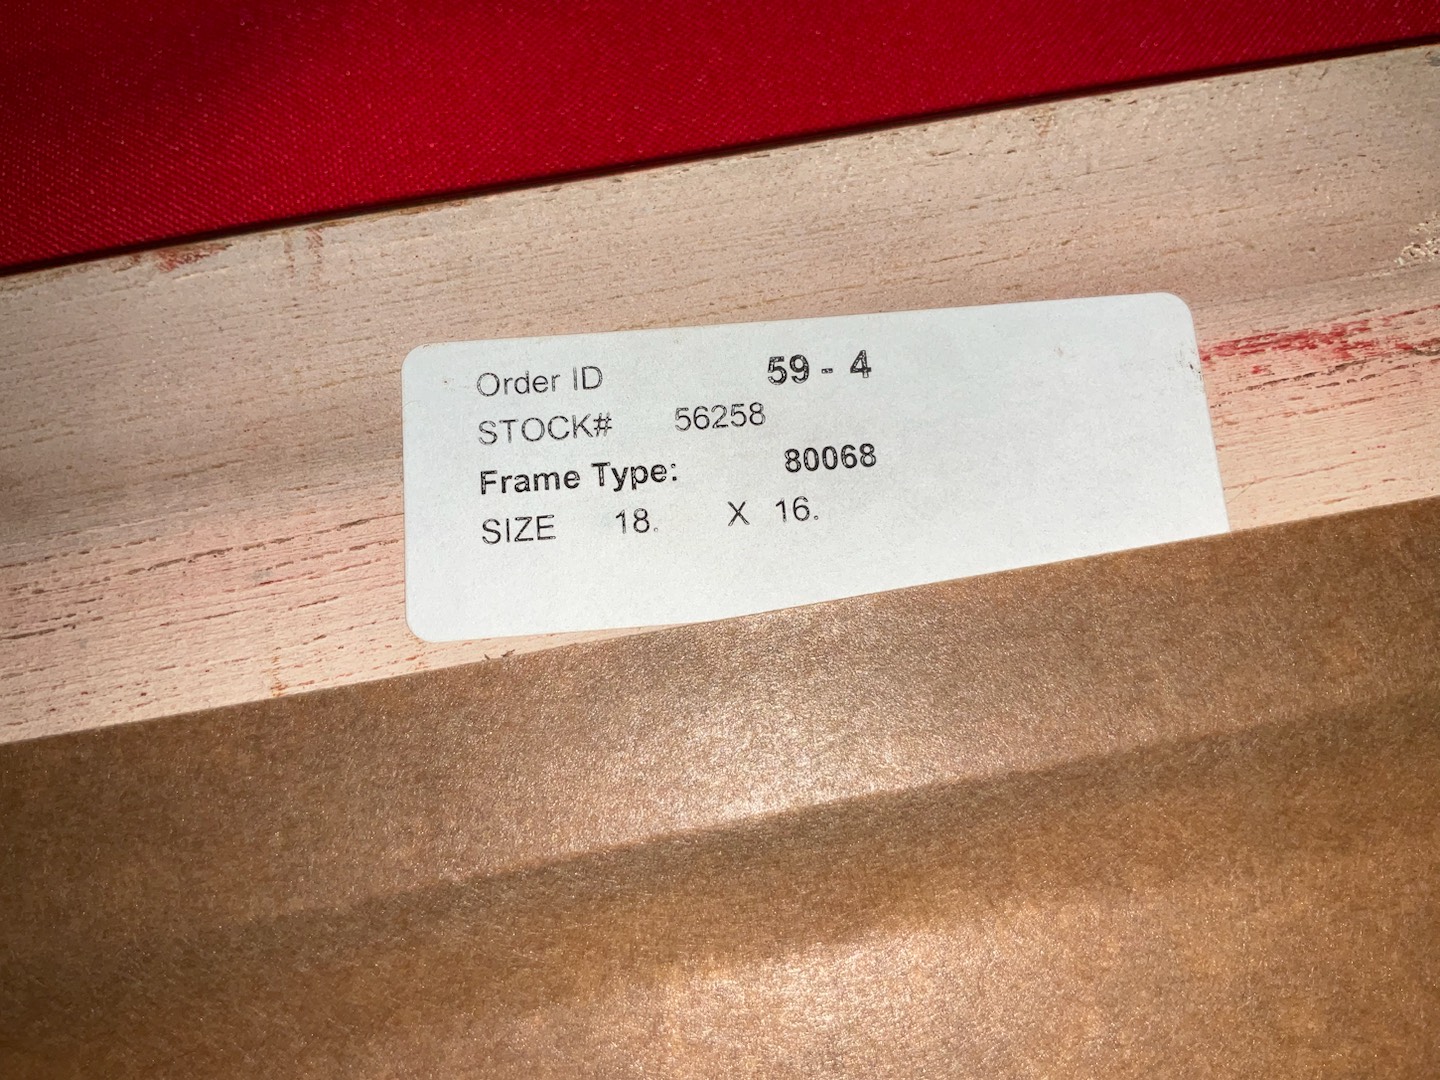 Order ID 59 - 4
STOCK# 56258
Frame Type: 80068
SIZE 18. X 16.